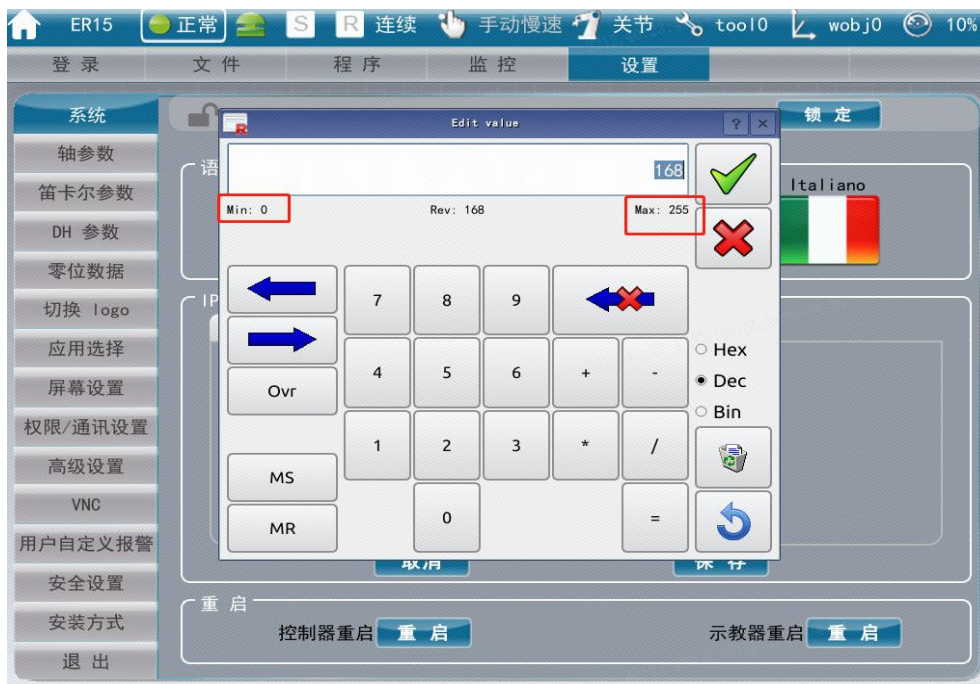 ER15 正常 S R 连续 手动慢速 关节 tool0 wobj0 10%
登录 文件 程序 监控 设置
系统
轴参数
笛卡尔参数
DH 参数
零位数据
切换 logo
应用选择
屏幕设置
权限/通讯设置
高级设置
VNC
用户自定义报警
安全设置
安装方式
退出
锁定
语
Italiano
IP
Edit value ? ×
168
Min: 0 Rev: 168 Max: 255
7 8 9
Ovr 4 5 6 + -
Hex
Dec
Bin
MS 1 2 3 * /
MR 0 =
取消 保存
重启
控制器重启 重启 示教器重启 重启